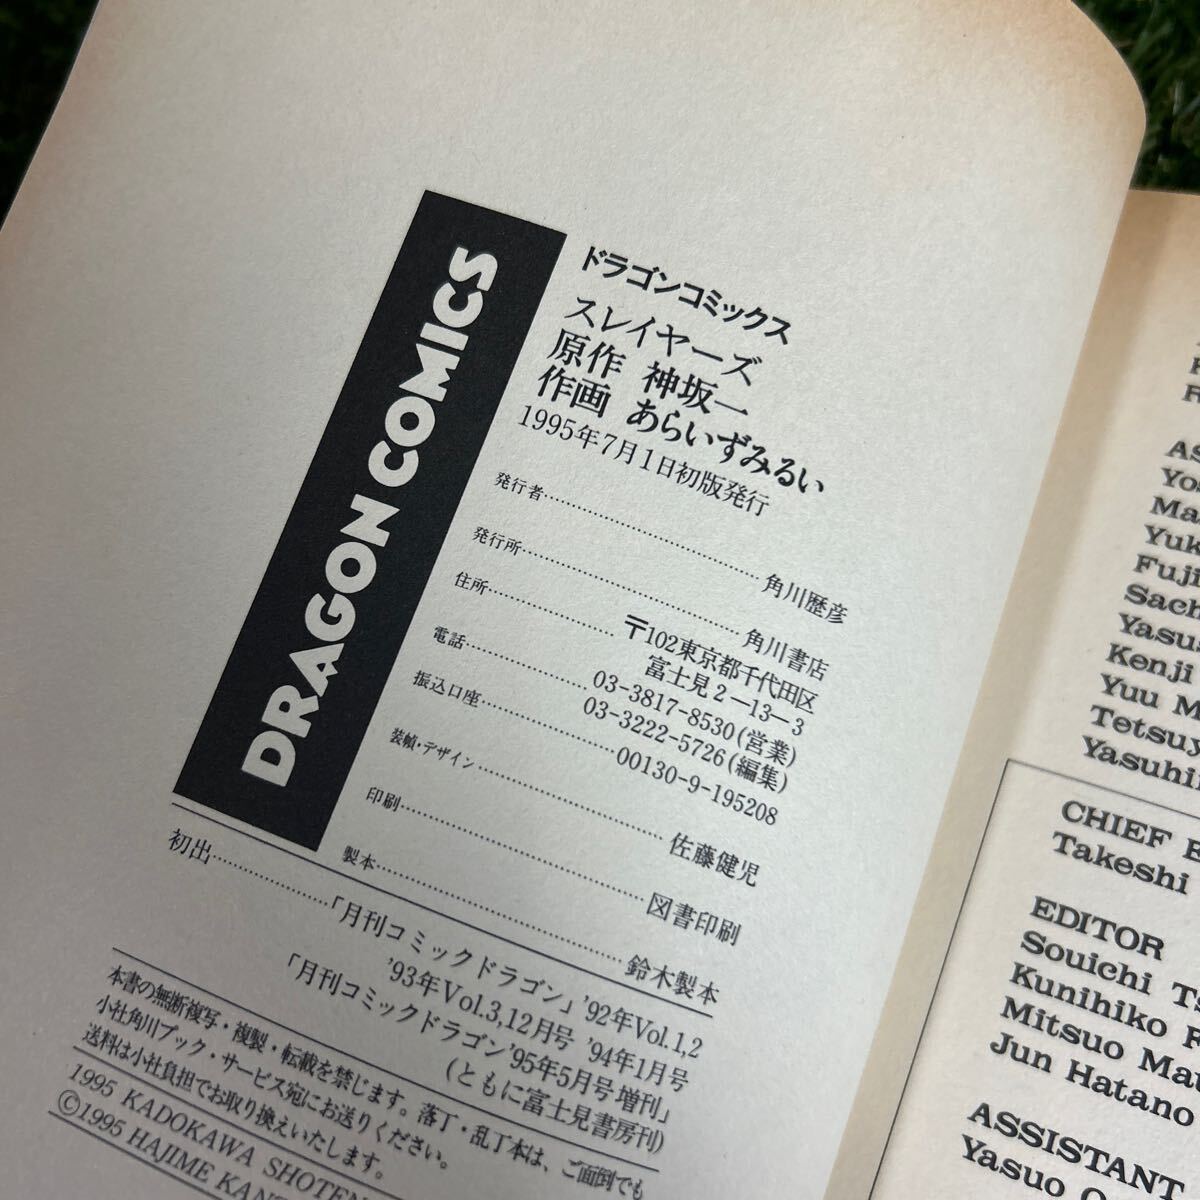 DRAGON COMICS
ドラゴンコミックス
スレイヤーズ
原作 神坂一
作画 あらいずみるい
1995年7月1日初版発行
発行者……角川歴彦
発行所……角川書店
住所……〒102東京都千代田区
富士見2―13―3
電話……03-3817-8530(営業)
03-3222-5726(編集)
振込口座……00130-9-195208
装幀・デザイン……佐藤健児
印刷……図書印刷
製本……鈴木製本
初出……「月刊コミックドラゴン」'92年Vol.1,2
'93年Vol.3,12月号 '94年1月号
「月刊コミックドラゴン'95年5月号増刊」
(ともに富士見書房刊)
本書の無断複写・複製・転載を禁じます。落丁・乱丁本は、ご面倒でも
小社角川ブック・サービス宛にお送りください。
送料は小社負担でお取り換えいたします。
1995 KADOKAWA SHOTEN
©1995 HAJIME
Kenji
CHIEF
Takeshi
EDITOR
Souichi
Kunihiko
Mitsuo
Jun Hatano
ASSISTANT
Yasuo